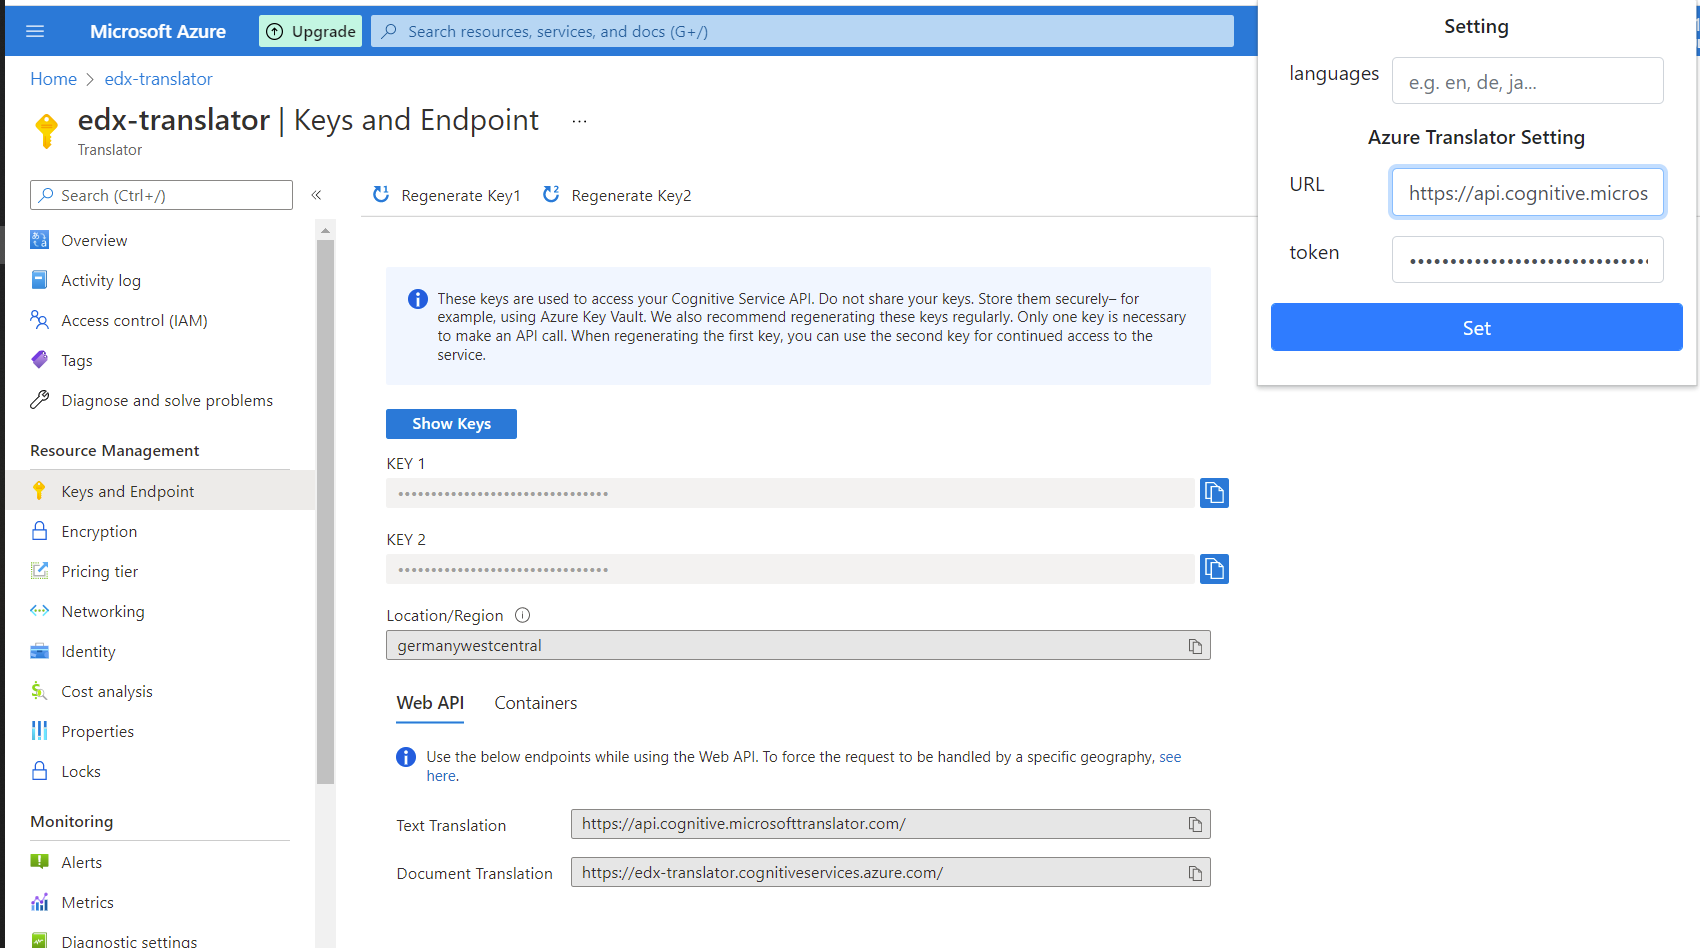 Microsoft Azure
Upgrade
Search resources, services, and docs (G+/)
Home > edx-translator
edx-translator | Keys and Endpoint ...
Translator
Search (Ctrl+/)
«
Overview
Activity log
Access control (IAM)
Tags
Diagnose and solve problems
Resource Management
Keys and Endpoint
Encryption
Pricing tier
Networking
Identity
Cost analysis
Properties
Locks
Monitoring
Alerts
Metrics
Diagnostic settings
Regenerate Key1
Regenerate Key2
These keys are used to access your Cognitive Service API. Do not share your keys. Store them securely– for
example, using Azure Key Vault. We also recommend regenerating these keys regularly. Only one key is necessary
to make an API call. When regenerating the first key, you can use the second key for continued access to the
service.
Show Keys
KEY 1
•••••••••••••••••••••••••••••••• 
KEY 2
••••••••••••••••••••••••••••••••
Location/Region
germanywestcentral
Web API
Containers
Use the below endpoints while using the Web API. To force the request to be handled by a specific geography, see
here.
Text Translation
https://api.cognitive.microsofttranslator.com/
Document Translation
https://edx-translator.cognitiveservices.azure.com/
Setting
languages
e.g. en, de, ja...
Azure Translator Setting
URL
https://api.cognitive.micros
token
••••••••••••••••••••••••••••••
Set